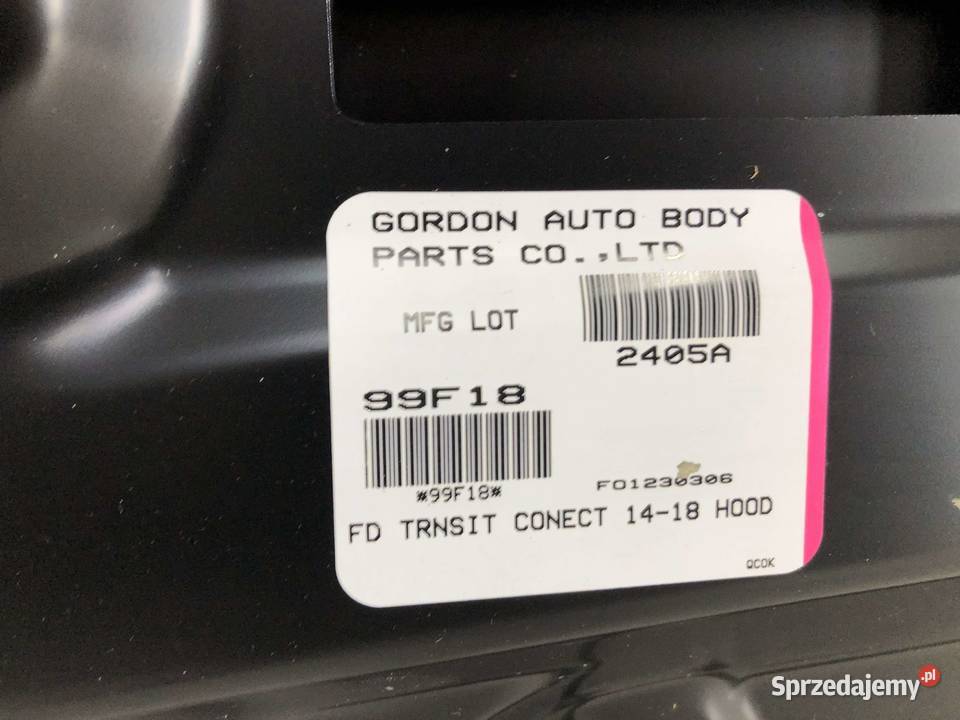 GORDON AUTO BODY
PARTS CO.,LTD
MFG LOT
2405A
99F18
*99F18*
FO1230306
FD TRNSIT CONECT 14-18 HOOD
QCOK
Sprzedajemy.pl